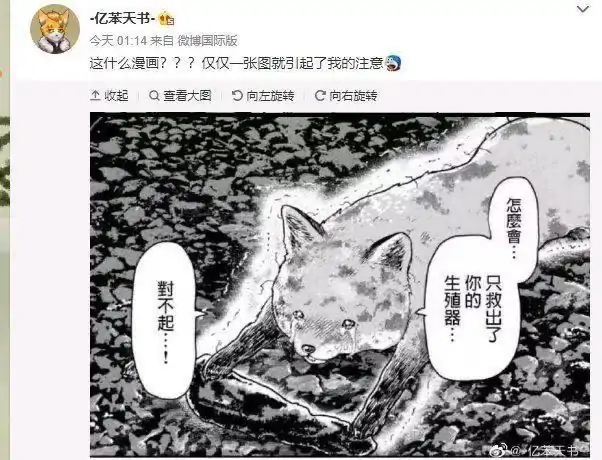 -亿苯天书-
今天 01:14 来自 微博国际版
这什么漫画？？？仅仅一张图就引起了我的注意
收起 查看大图 向左旋转 向右旋转
怎麼會…
只救出了
你的
生殖器…
對不起…！
@-亿苯天书-